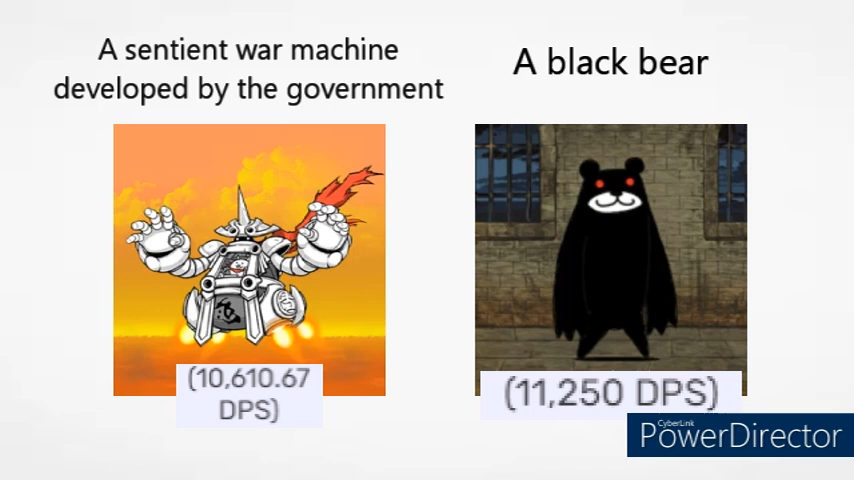 A sentient war machine
developed by the government
A black bear
(10,610.67
DPS)
(11,250 DPS)
CyberLink
PowerDirector